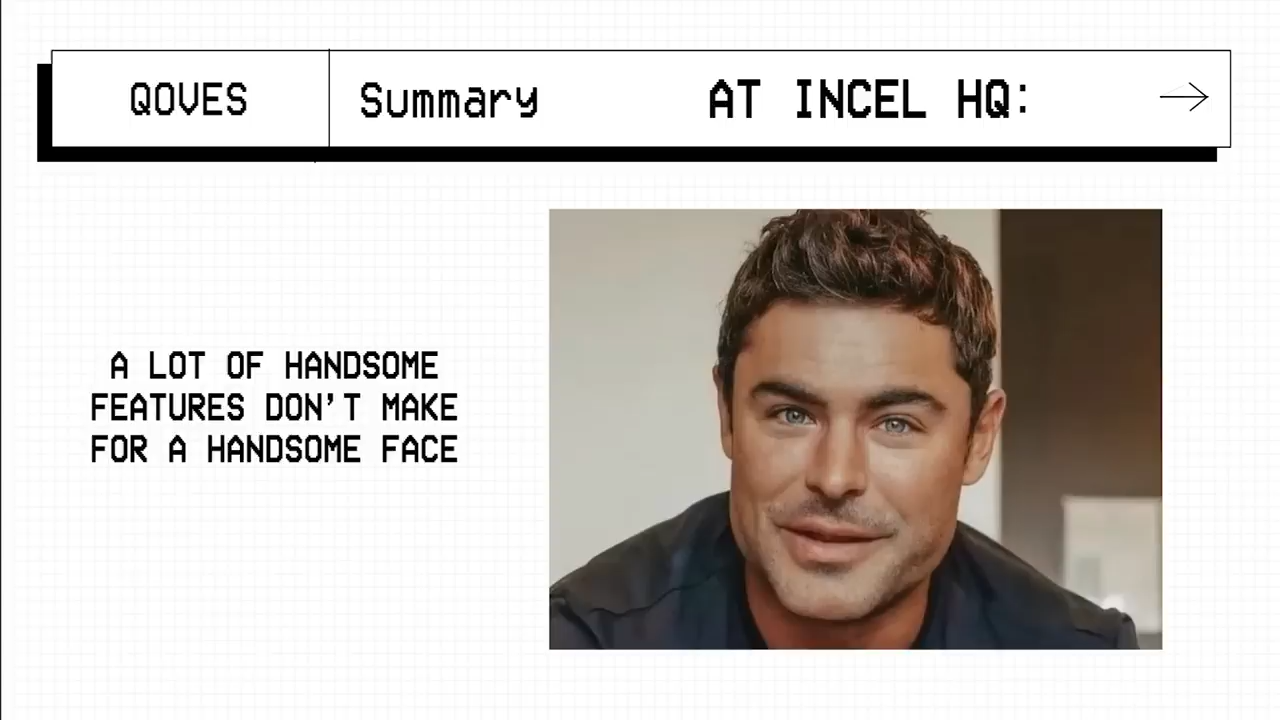 QOVES
Summary
AT INCEL HQ:
A LOT OF HANDSOME
FEATURES DON'T MAKE
FOR A HANDSOME FACE